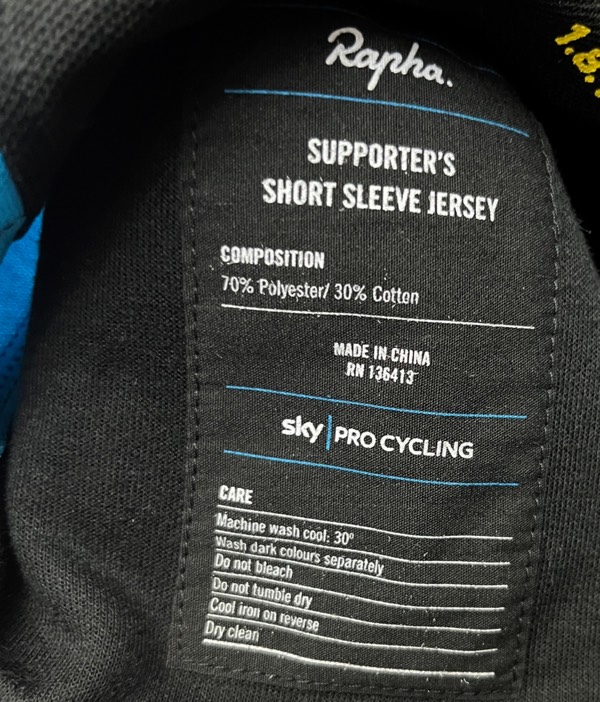 Rapha.
SUPPORTER'S
SHORT SLEEVE JERSEY
COMPOSITION
70% Polyester/ 30% Cotton
MADE IN CHINA
RN 136413
sky PRO CYCLING
CARE
Machine wash cool: 30°
Wash dark colours separately
Do not bleach
Do not tumble dry
Cool iron on reverse
Dry clean